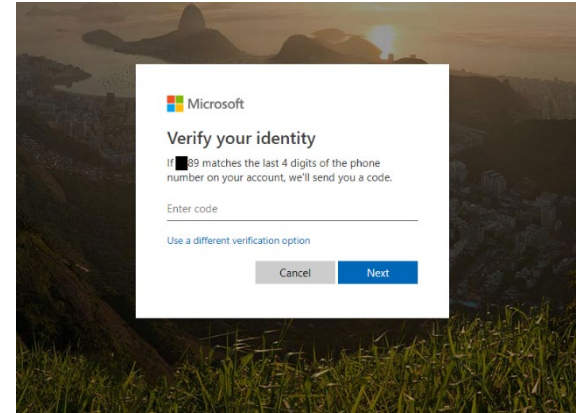 Microsoft
Verify your identity
If 89 matches the last 4 digits of the phone
number on your account, we'll send you a code.
Enter code
Use a different verification option
Cancel
Next